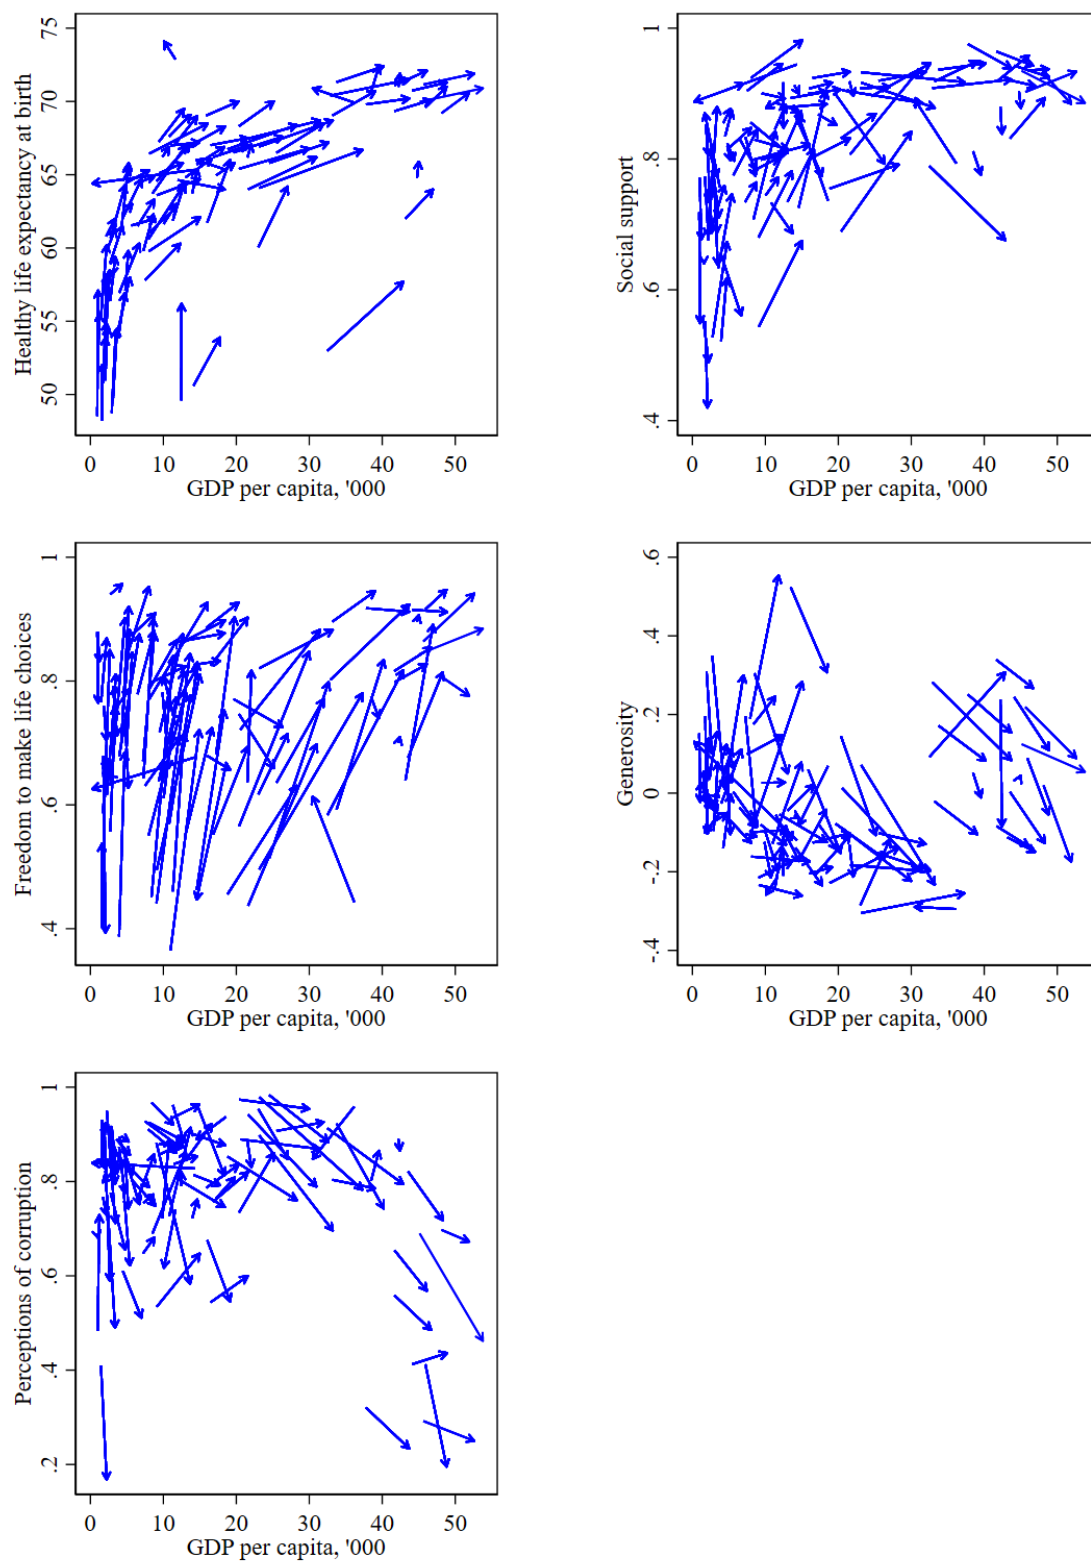 75
70
65
60
55
50
Healthy life expectancy at birth
0 10 20 30 40 50
GDP per capita, '000
1
.8
.6
.4
Social support
0 10 20 30 40 50
GDP per capita, '000
1
.8
.6
.4
Freedom to make life choices
0 10 20 30 40 50
GDP per capita, '000
.6
.4
.2
0
-.2
-.4
Generosity
0 10 20 30 40 50
GDP per capita, '000
1
.8
.6
.4
.2
Perceptions of corruption
0 10 20 30 40 50
GDP per capita, '000